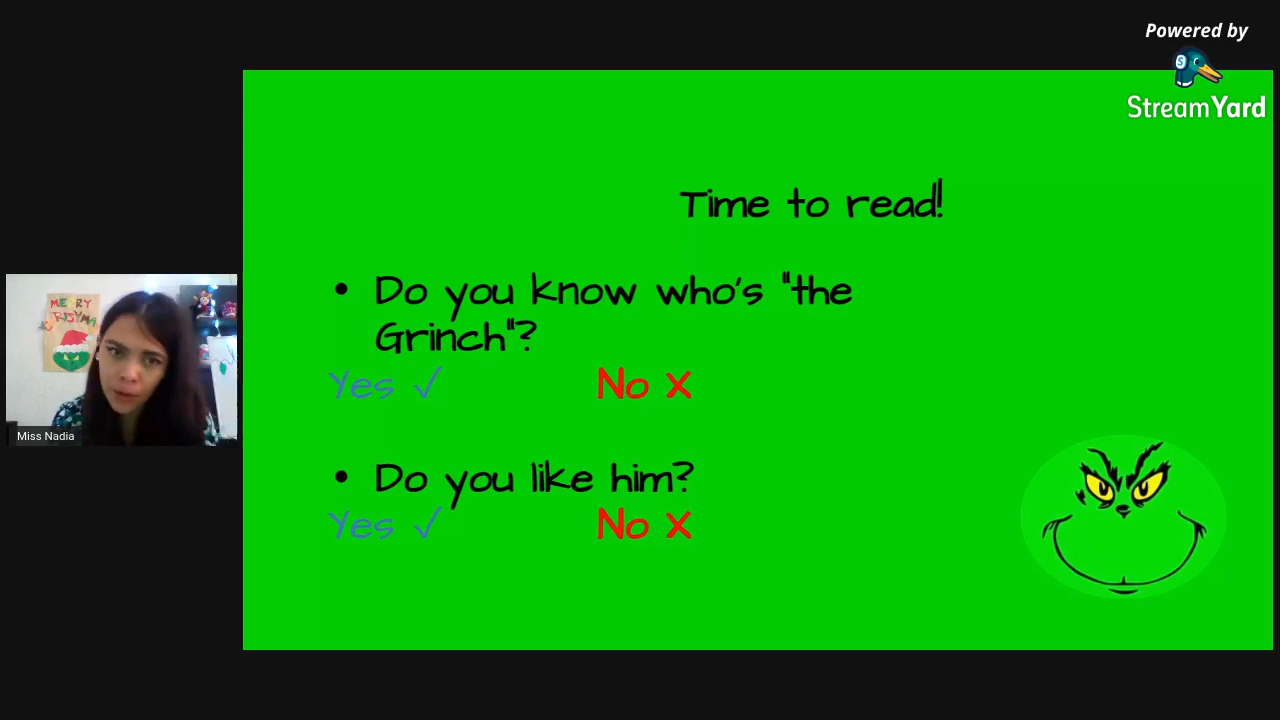 Powered by
StreamYard
Time to read!
• Do you know who's "the
Grinch"?
Yes √ No X
• Do you like him?
Yes √ No X
MERRY
Miss Nadia